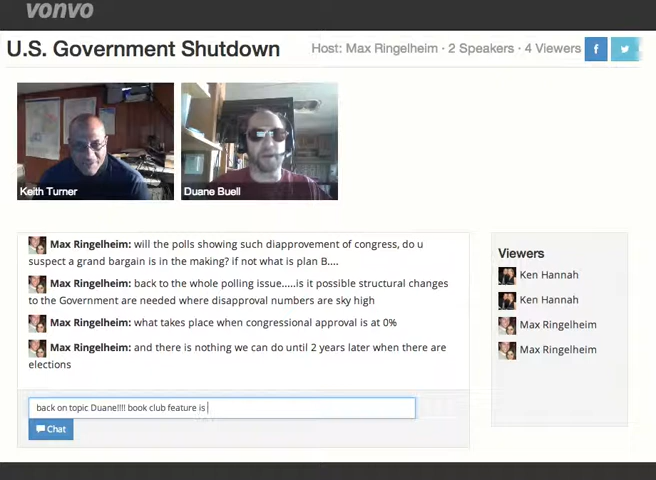 vonvo
U.S. Government Shutdown
Host: Max Ringelheim · 2 Speakers · 4 Viewers
f
Keith Turner
Duane Buell
Max Ringelheim: will the polls showing such disapprovement of congress, do u
suspect a grand bargain is in the making? if not what is plan B....
Max Ringelheim: back to the whole polling issue.....is it possible structural changes
to the Government are needed where disapproval numbers are sky high
Max Ringelheim: what takes place when congressional approval is at 0%
Max Ringelheim: and there is nothing we can do until 2 years later when there are
elections
back on topic Duane!!!! book club feature is
Chat
Viewers
Ken Hannah
Ken Hannah
Max Ringelheim
Max Ringelheim